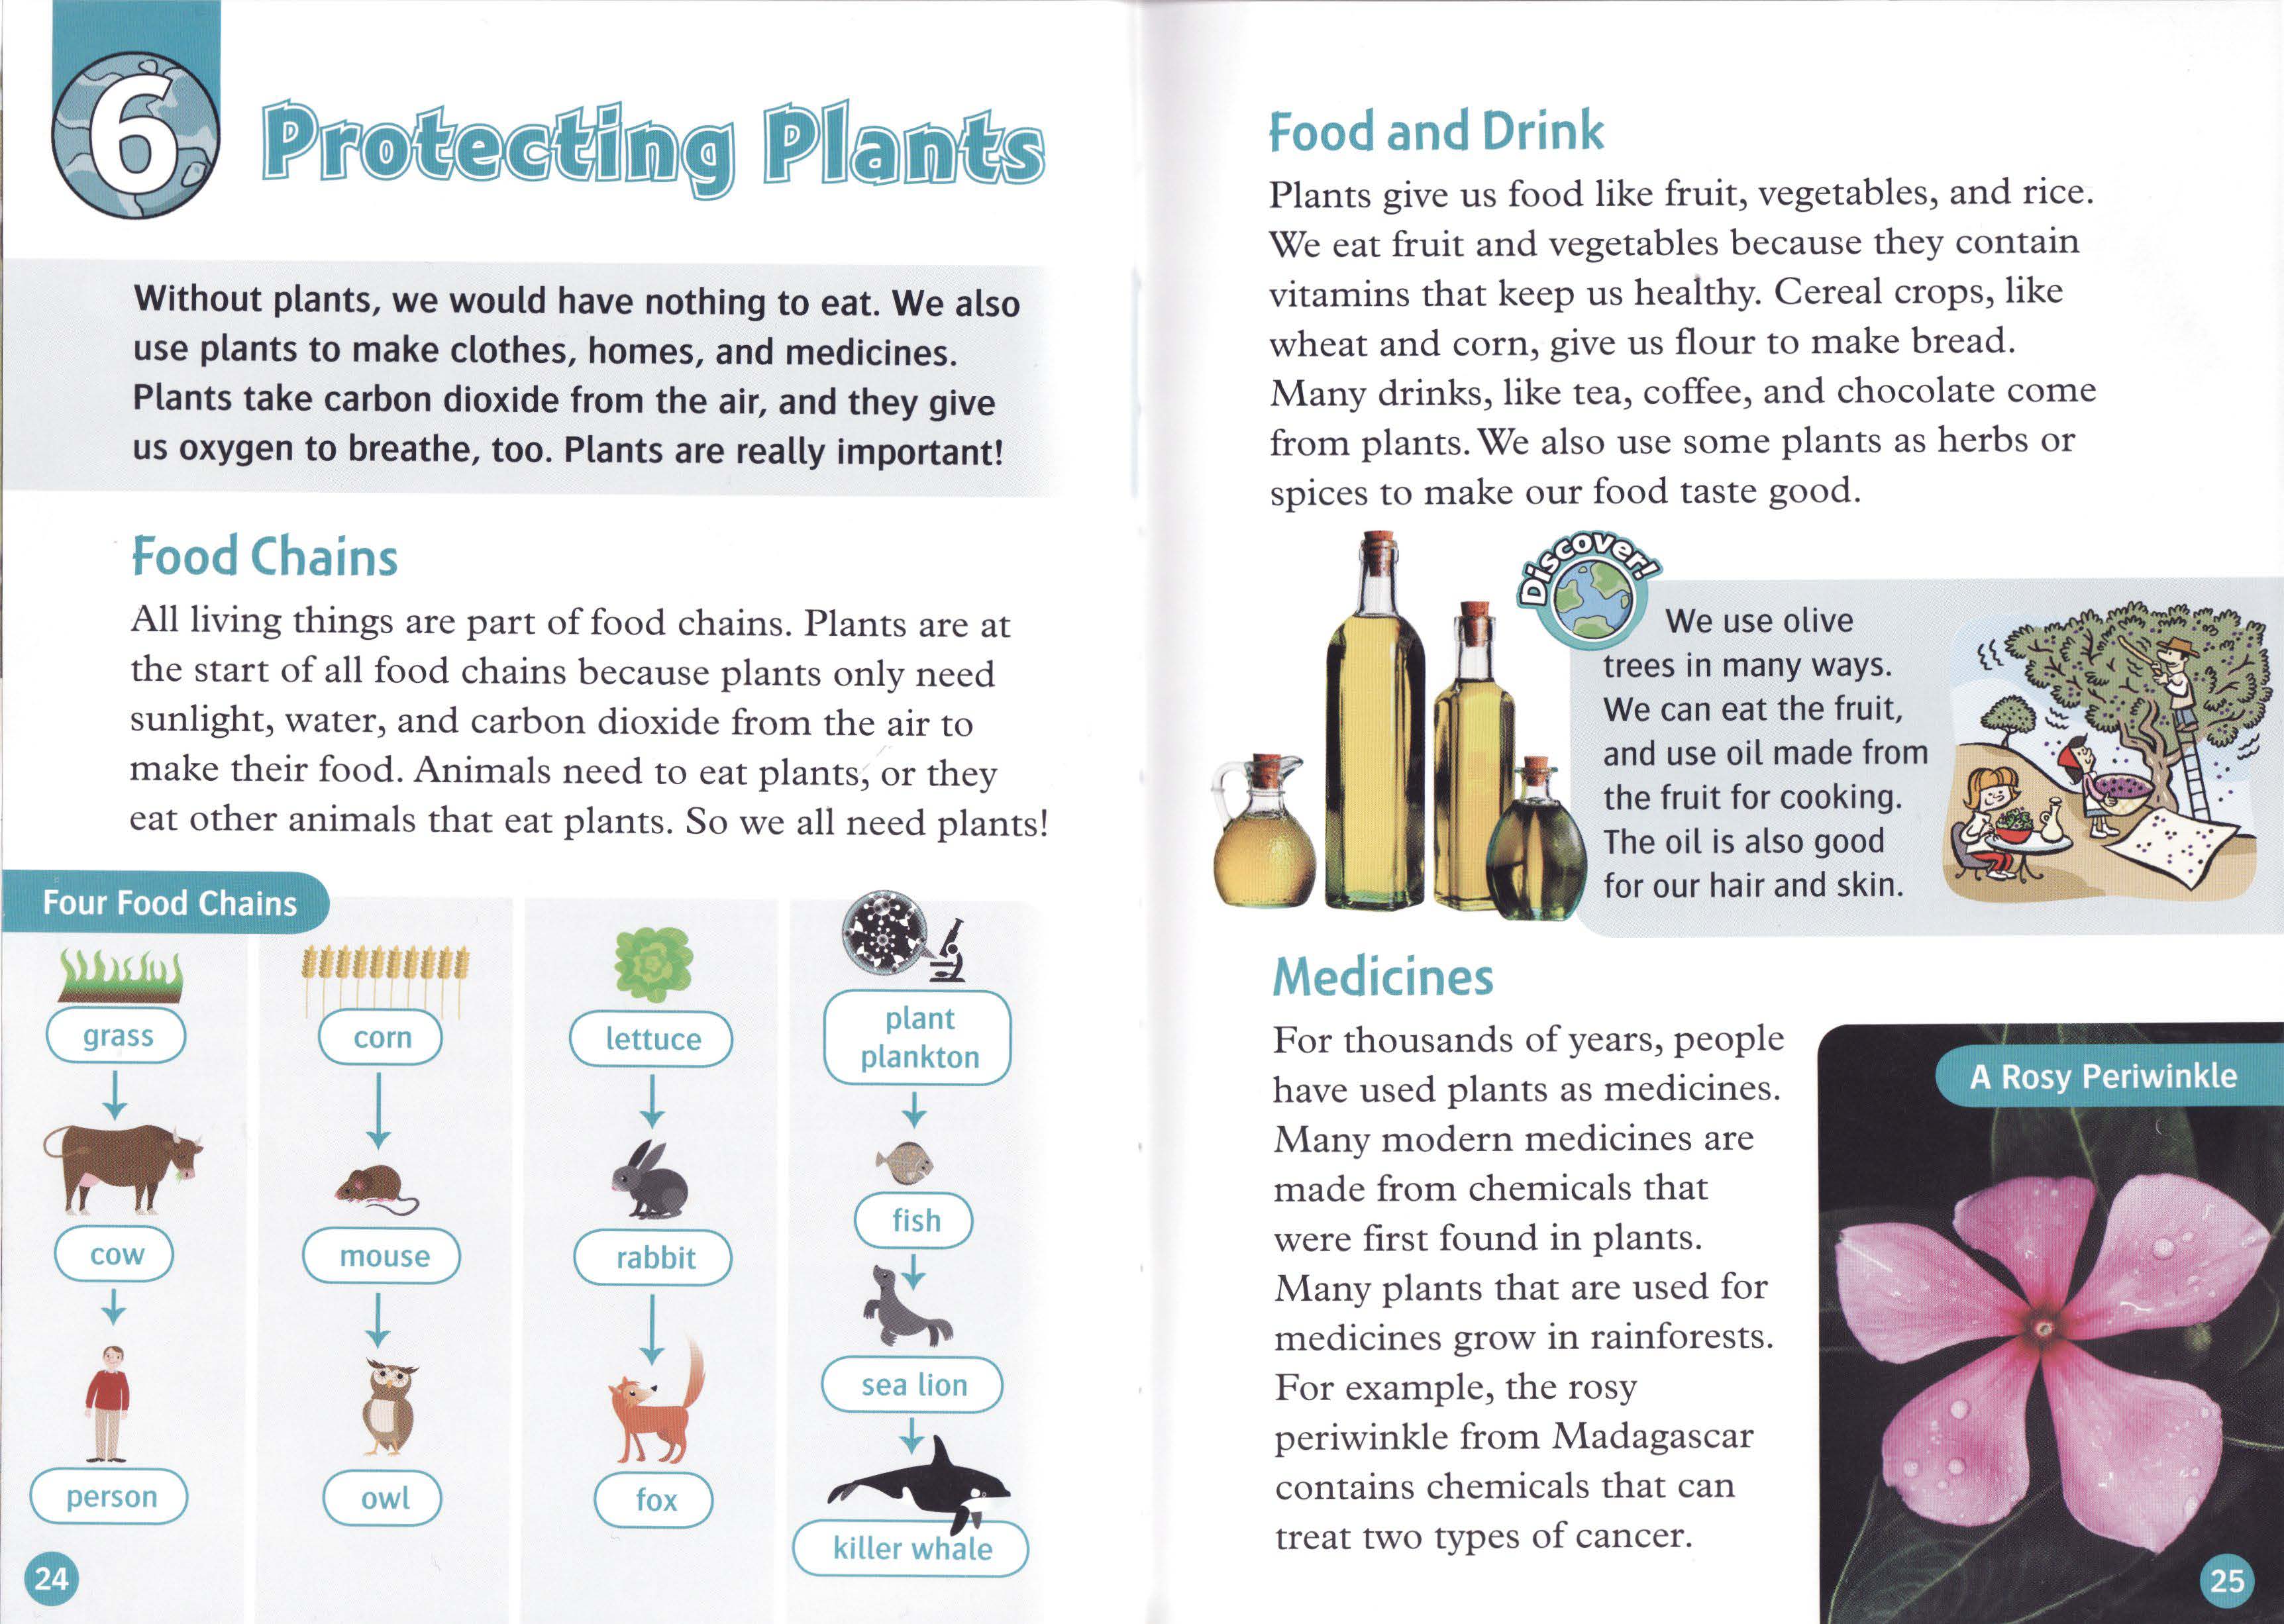 6
Protecting Plants
Without plants, we would have nothing to eat. We also
use plants to make clothes, homes, and medicines.
Plants take carbon dioxide from the air, and they give
us oxygen to breathe, too. Plants are really important!
Food Chains
All living things are part of food chains. Plants are at
the start of all food chains because plants only need
sunlight, water, and carbon dioxide from the air to
make their food. Animals need to eat plants, or they
eat other animals that eat plants. So we all need plants!
Four Food Chains
grass
cow
person
corn
mouse
owl
lettuce
rabbit
fox
plant
plankton
fish
sea lion
killer whale
24
Food and Drink
Plants give us food like fruit, vegetables, and rice.
We eat fruit and vegetables because they contain
vitamins that keep us healthy. Cereal crops, like
wheat and corn, give us flour to make bread.
Many drinks, like tea, coffee, and chocolate come
from plants. We also use some plants as herbs or
spices to make our food taste good.
Discover!
We use olive
trees in many ways.
We can eat the fruit,
and use oil made from
the fruit for cooking.
The oil is also good
for our hair and skin.
Medicines
For thousands of years, people
have used plants as medicines.
Many modern medicines are
made from chemicals that
were first found in plants.
Many plants that are used for
medicines grow in rainforests.
For example, the rosy
periwinkle from Madagascar
contains chemicals that can
treat two types of cancer.
A Rosy Periwinkle
25